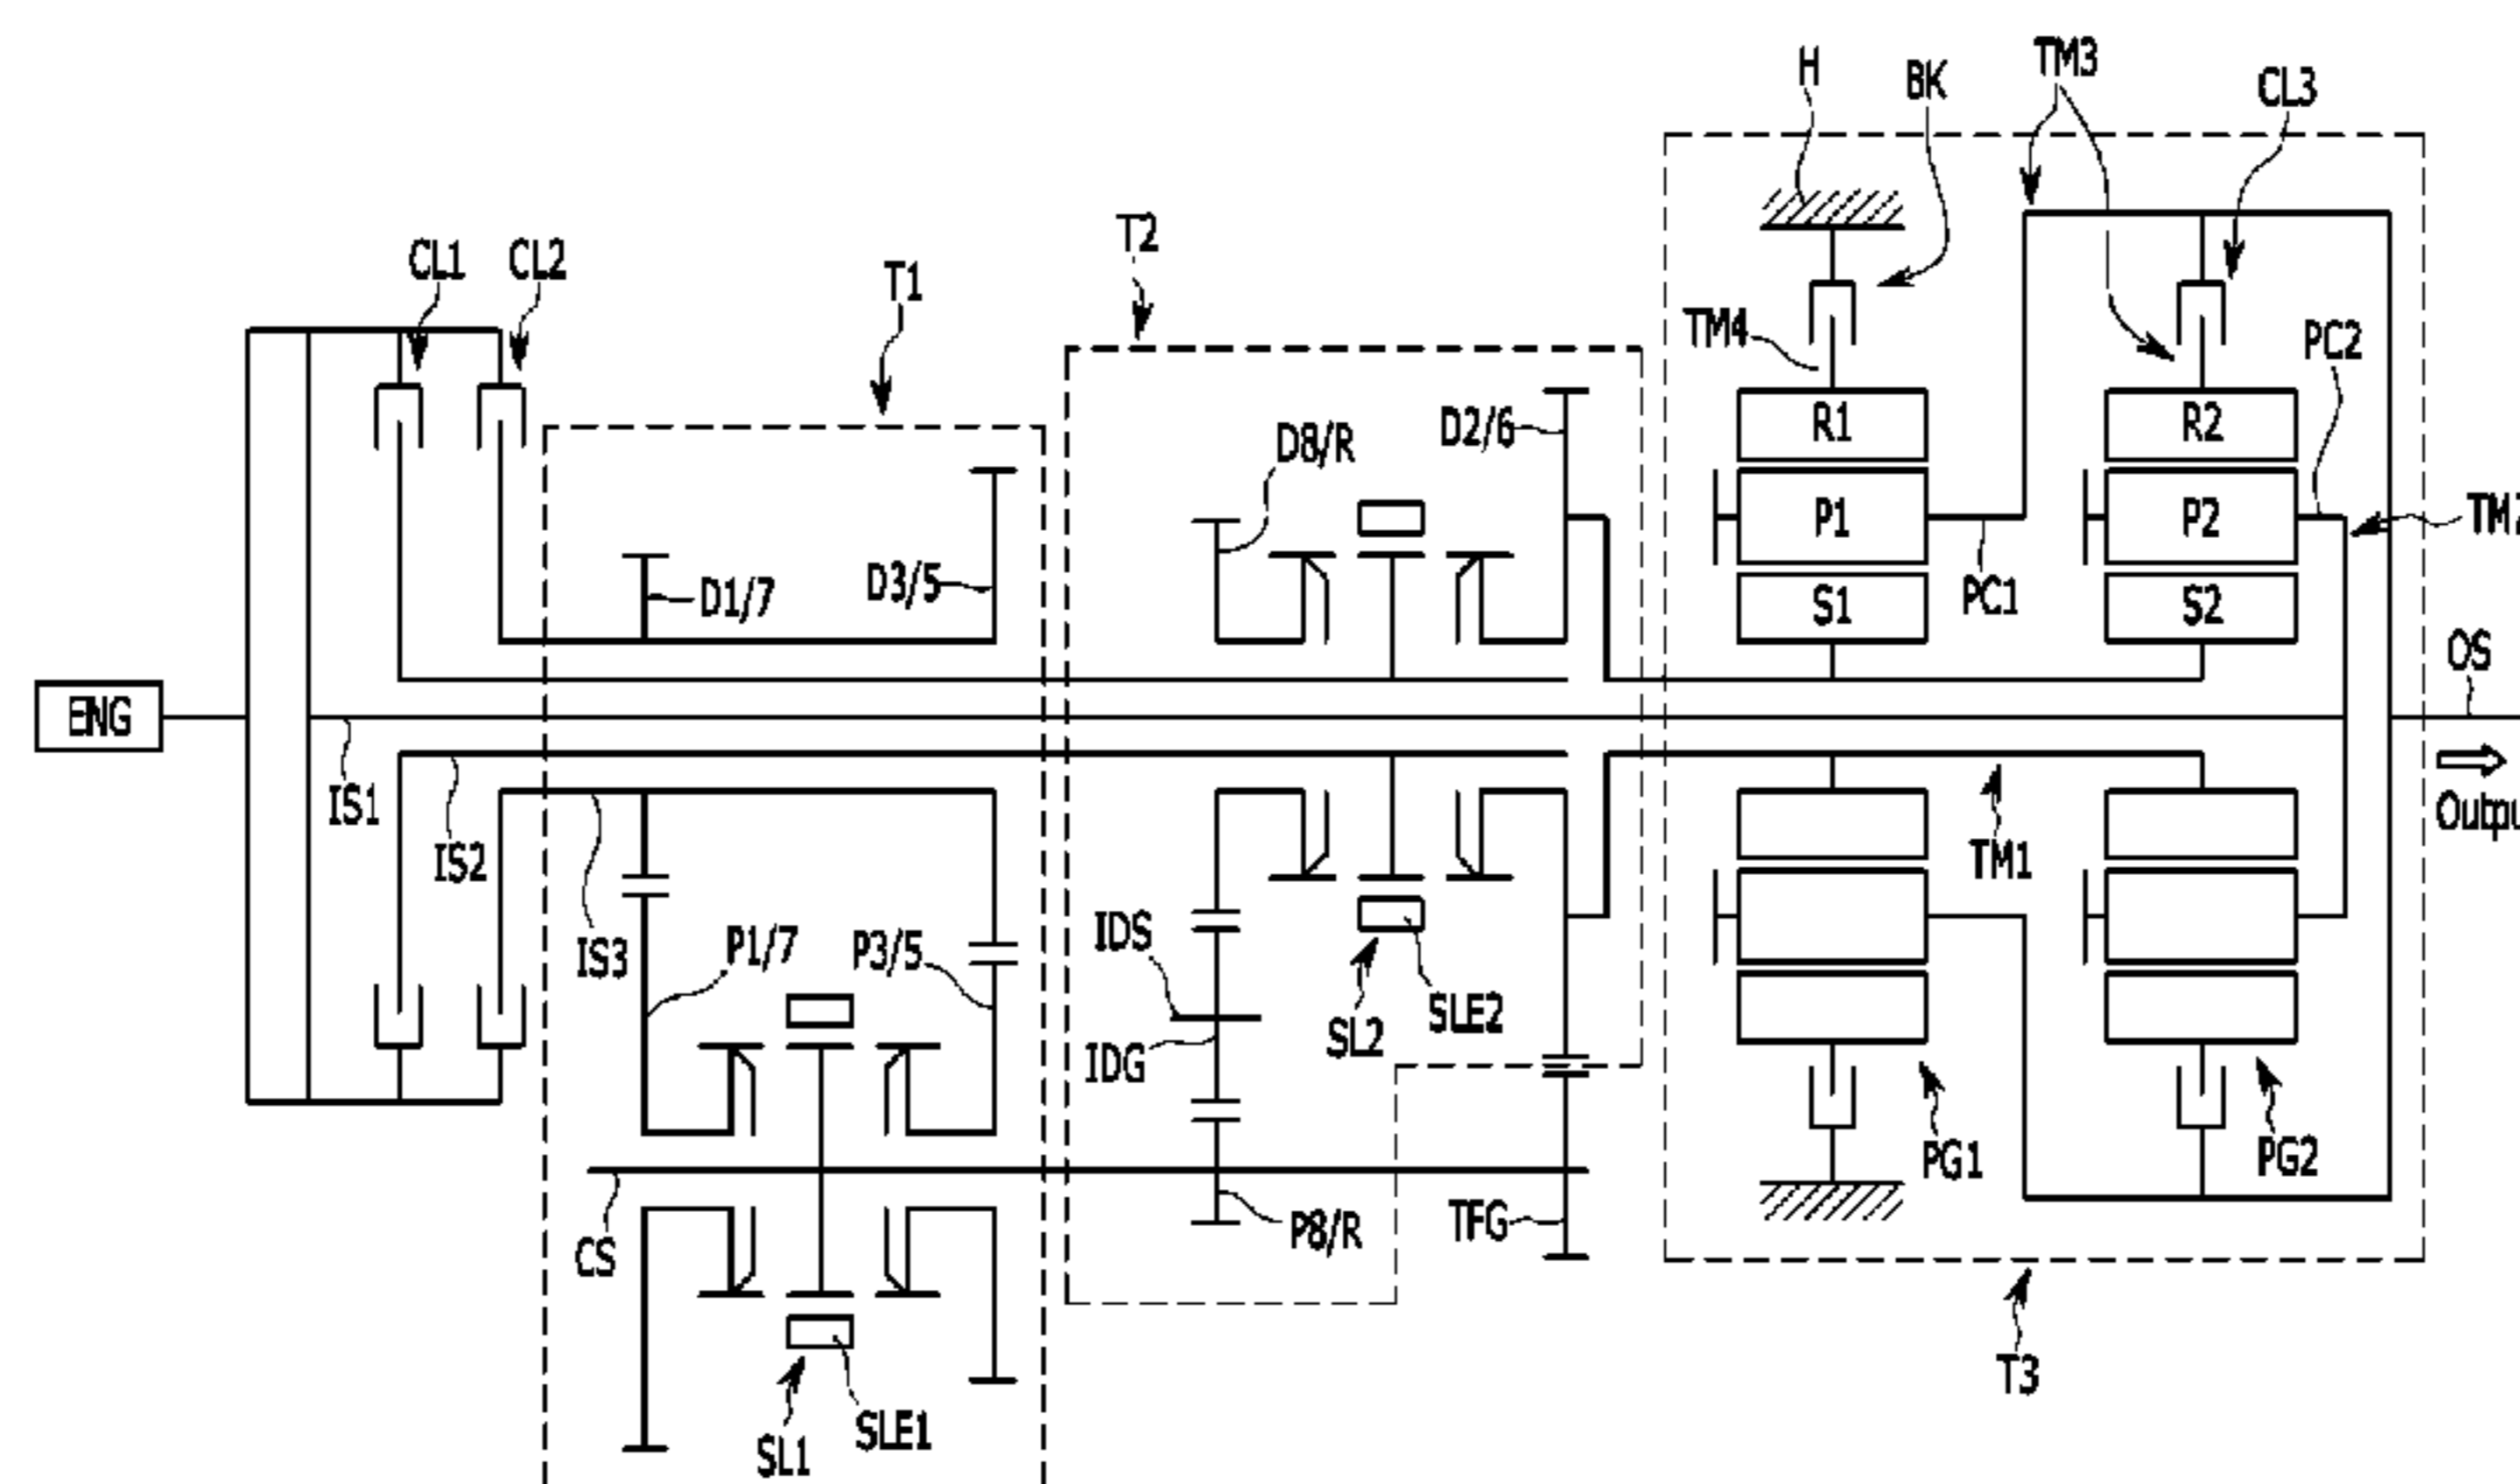 H
BK
TM3
CL3
T2
CL1
CL2
T1
TM4
PC2
R1
R2
D8/R
D2/6
P1
P2
D1/7
D3/5
S1
PC1
S2
OS
ENG
IS1
IS2
TM1
IDS
IS3
P1/7
P3/5
SL2
SLE2
IDG
PG1
PG2
CS
P8/R
TFG
T3
SL1
SLE1